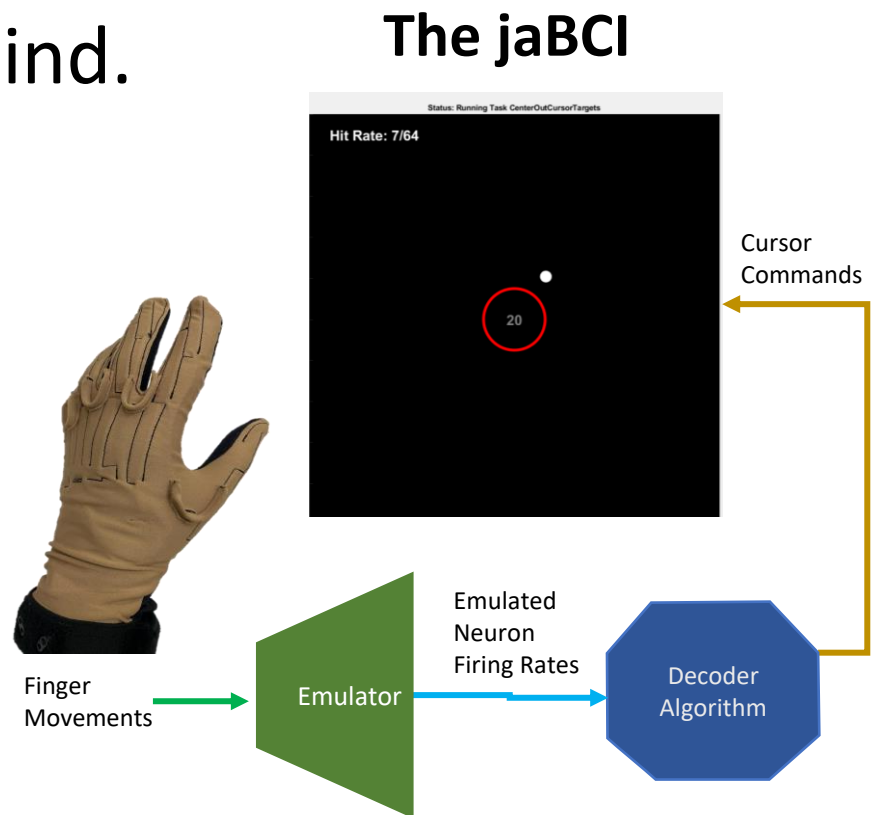 ind.
The jaBCI
Status: Running Task CenterOutCursorTargets
Hit Rate: 7/64
20
Cursor
Commands
Finger
Movements
Emulator
Emulated
Neuron
Firing Rates
Decoder
Algorithm